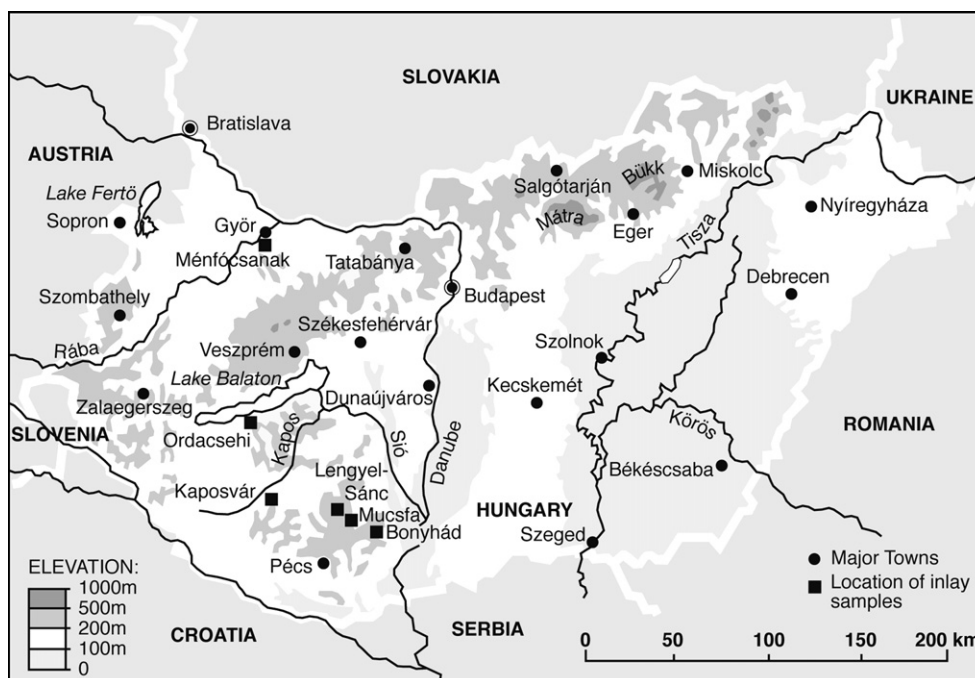 SLOVAKIA
UKRAINE
Bratislava
AUSTRIA
Lake Fertö
Sopron
Györ
Ménfócsanak
Tatabánya
Salgótarján
Bükk
Miskolc
Mátra
Eger
Tisza
Nyíregyháza
Szombathely
Budapest
Debrecen
Székesfehérvár
Rába
Veszprém
Szolnok
Lake Balaton
Dunaújváros
Kecskemét
Zalaegerszeg
SLOVENIA
Ordacsehi
Kapos
Sió
Danube
Körös
ROMANIA
Kaposvár
Lengyel-
Sánc
Mucsfa
Bonyhád
Békéscsaba
HUNGARY
Szeged
Pécs
ELEVATION:
1000m
500m
200m
100m
0
CROATIA
SERBIA
Major Towns
Location of inlay
samples
0 50 100 150 200 km